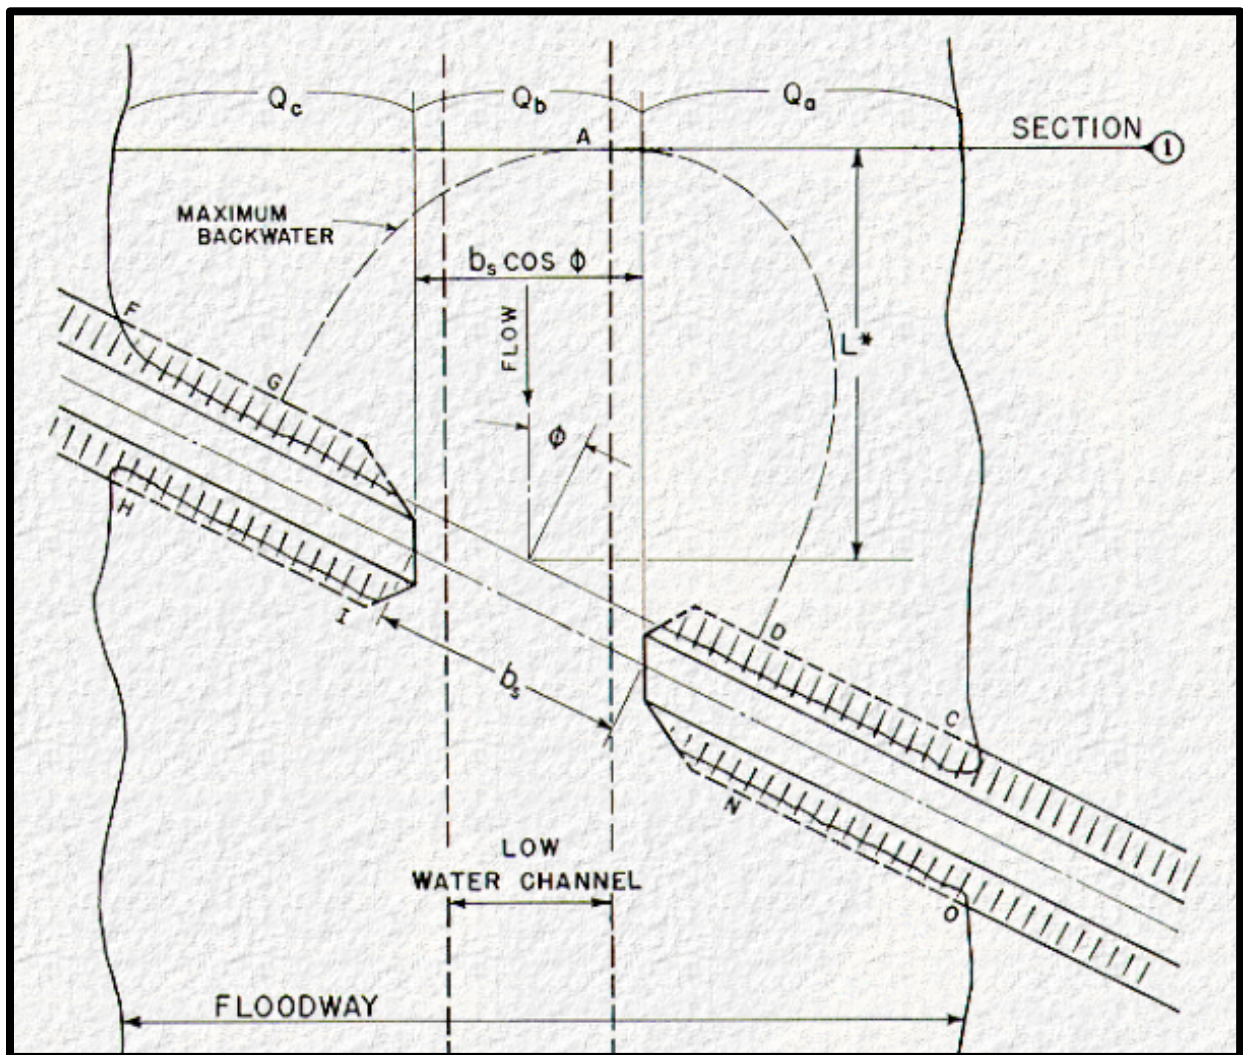 Qc Qb Qa
A
SECTION 1
MAXIMUM
BACKWATER
bs cos ϕ
F
FLOW
L*
G
ϕ
H
I
D
bs
C
N
LOW
WATER CHANNEL
O
FLOODWAY